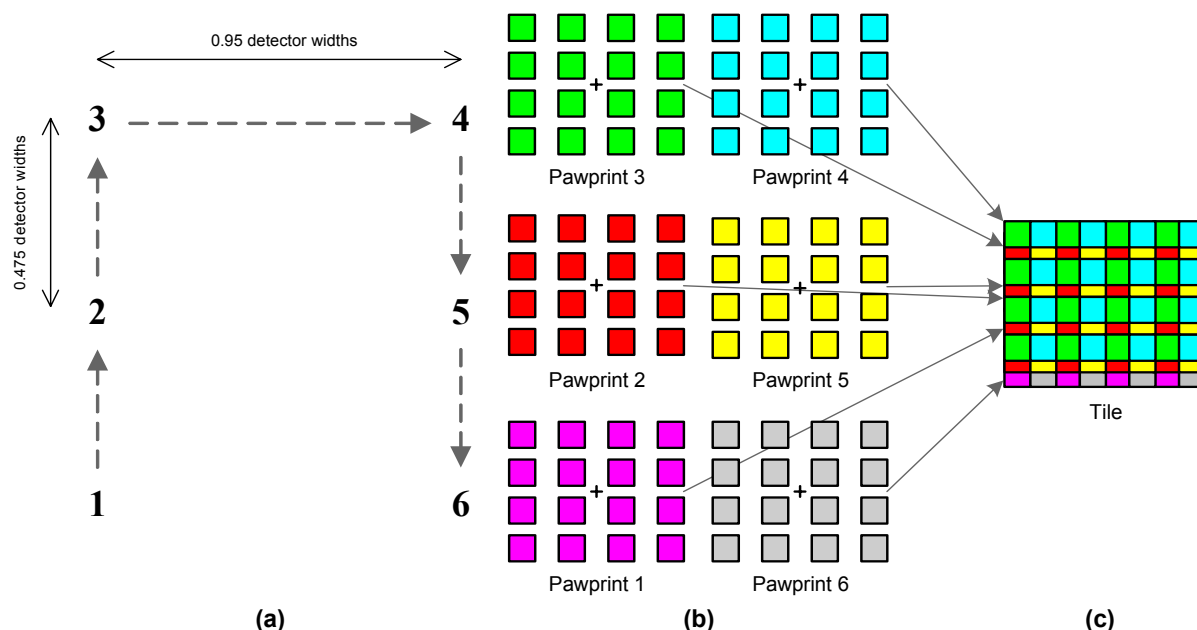 0.95 detector widths
0.475 detector widths
3
4
2
5
1
6
(a)
+
+
Pawprint 3
Pawprint 4
+
+
Pawprint 2
Pawprint 5
+
+
Pawprint 1
Pawprint 6
(b)
Tile
(c)